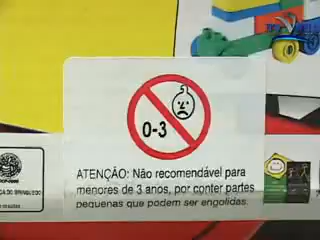 0-3
ATENÇÃO: Não recomendável para
menores de 3 anos, por conter partes
pequenas que podem ser engolidas.